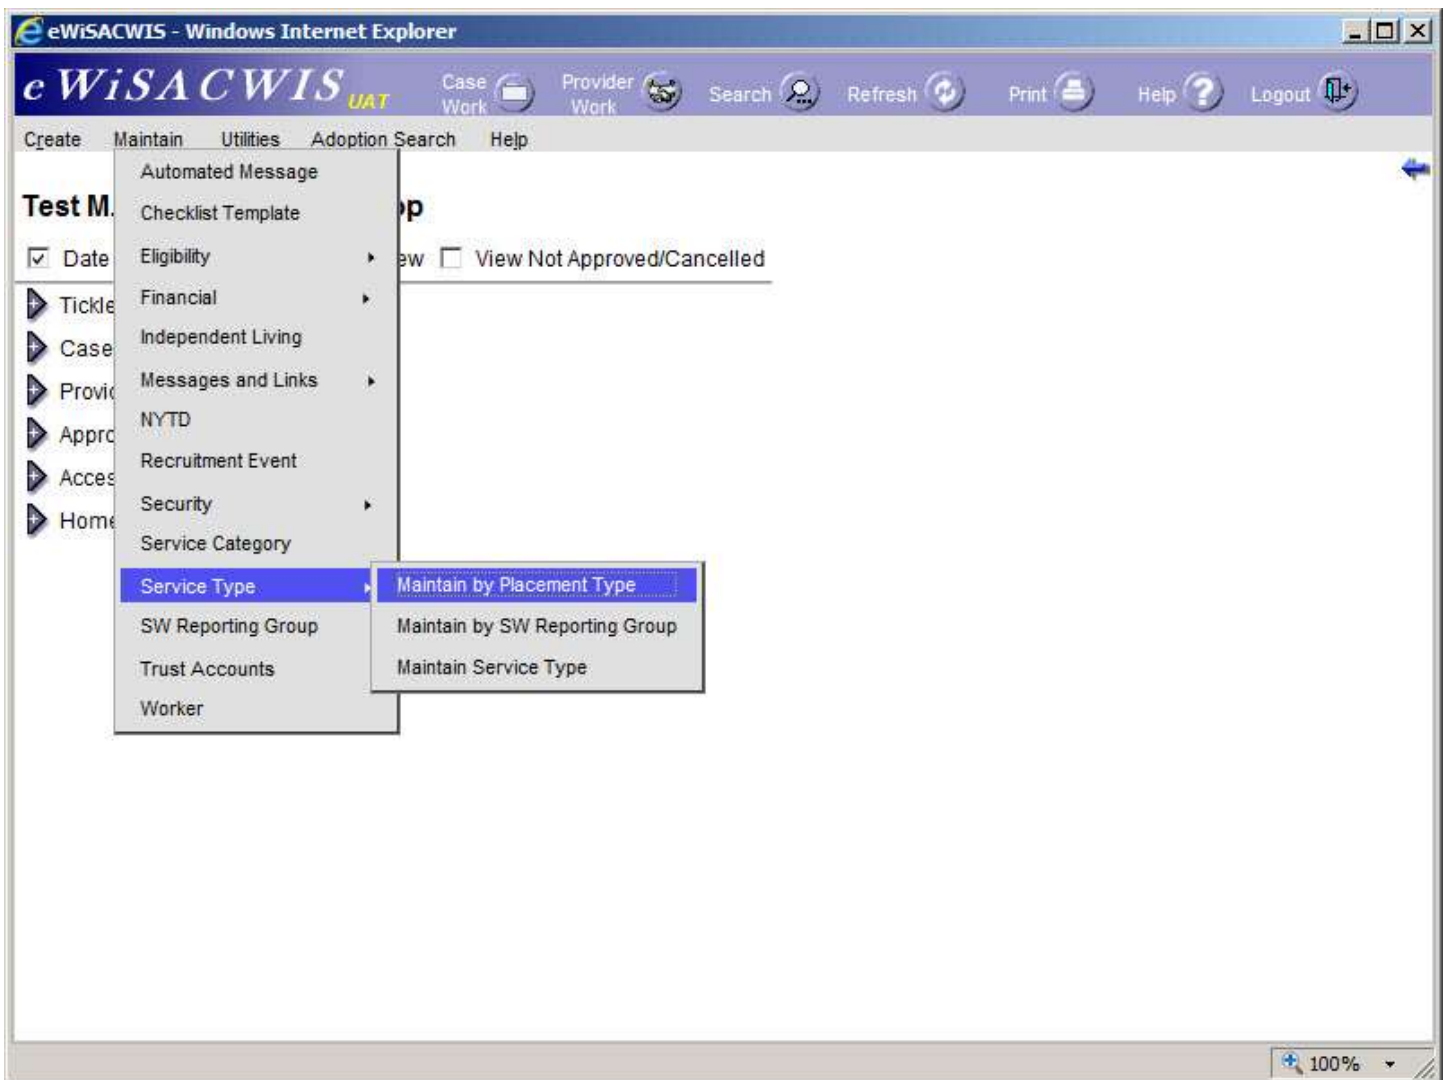 eWiSACWIS - Windows Internet Explorer
eWiSACWIS UAT Case Work Provider Work Search Refresh Print Help Logout
Create Maintain Utilities Adoption Search Help
Automated Message
Test M. op
Checklist Template
Date ew View Not Approved/Cancelled
Eligibility
Tickle
Financial
Independent Living
Case
Messages and Links
Provid
NYTD
Appro
Recruitment Event
Acces
Security
Home
Service Category
Service Type Maintain by Placement Type
SW Reporting Group Maintain by SW Reporting Group
Trust Accounts Maintain Service Type
Worker
100%